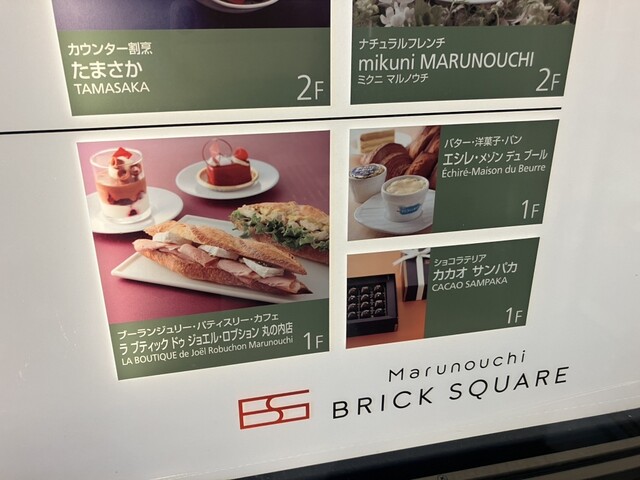 カウンター割烹
たまさか
TAMASAKA
2F
ナチュラルフレンチ
mikuni MARUNOUCHI
ミクニ マルノウチ
2F
ブーランジュリー・パティスリー・カフェ
ラ ブティック ドゥ ジョエル・ロブション 丸の内店
LA BOUTIQUE de Joël Robuchon Marunouchi
1F
バター・洋菓子・パン
エシレ・メゾン デュ ブール
Échiré-Maison du Beurre
1F
ショコラテリア
カカオ サンパカ
CACAO SAMPAKA
1F
Marunouchi
BRICK SQUARE